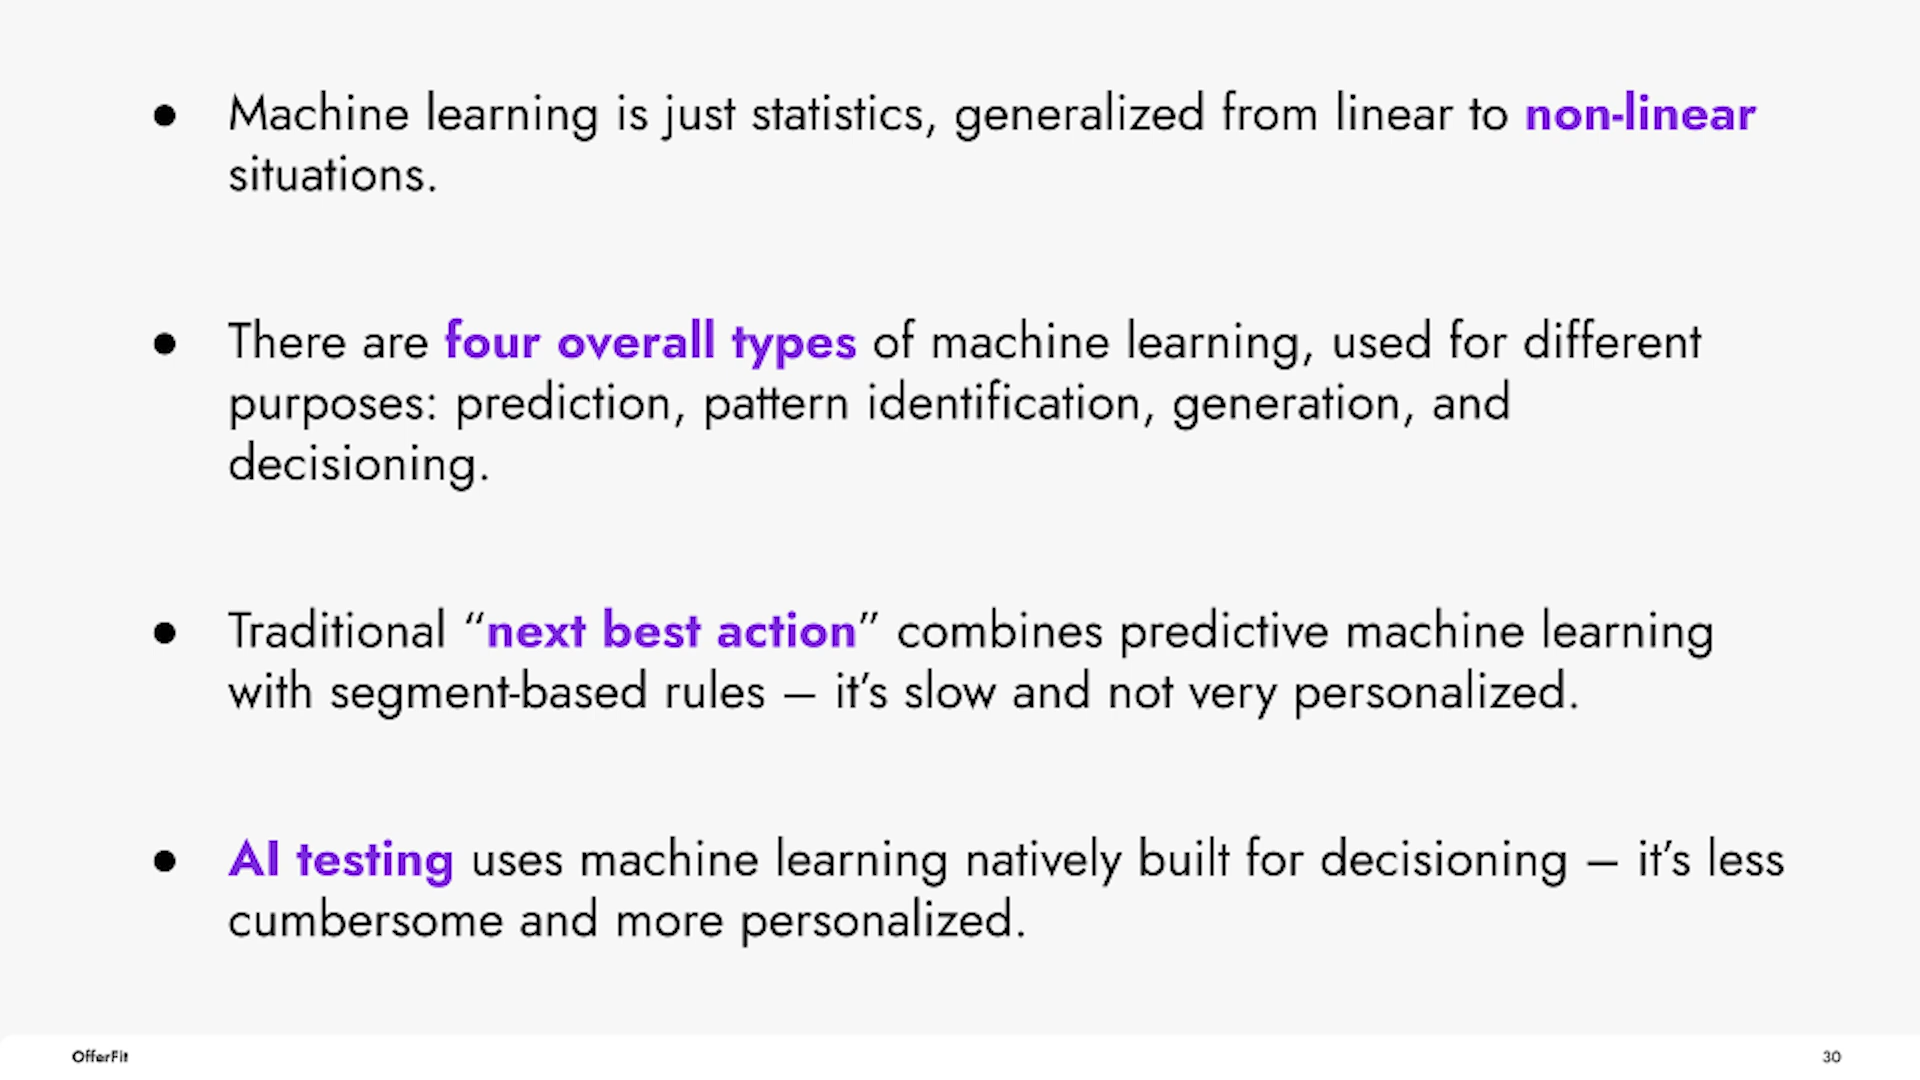 ● Machine learning is just statistics, generalized from linear to non-linear
situations.
● There are four overall types of machine learning, used for different
purposes: prediction, pattern identification, generation, and
decisioning.
● Traditional “next best action” combines predictive machine learning
with segment-based rules – it’s slow and not very personalized.
● AI testing uses machine learning natively built for decisioning – it’s less
cumbersome and more personalized.
OfferFit
30